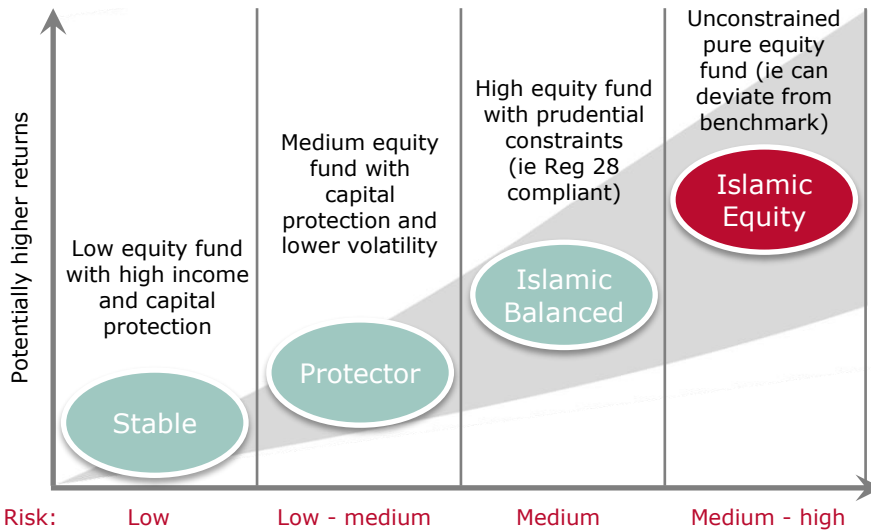 Potentially higher returns
Low equity fund
with high income
and capital
protection
Stable
Medium equity
fund with
capital
protection and
lower volatility
Protector
High equity fund
with prudential
constraints
(ie Reg 28
compliant)
Islamic
Balanced
Unconstrained
pure equity
fund (ie can
deviate from
benchmark)
Islamic
Equity
Risk: Low Low - medium Medium Medium - high